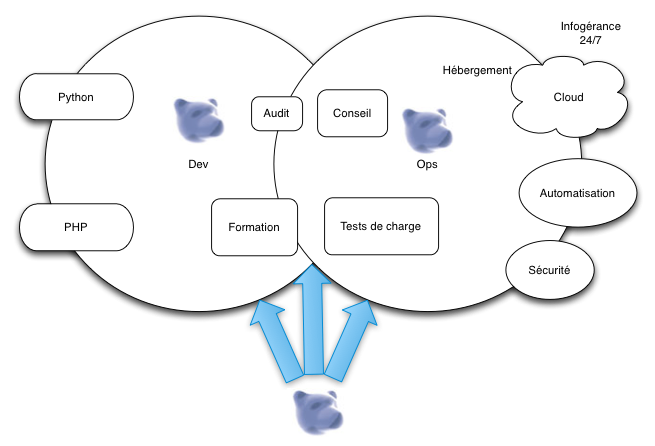 Infogérance
24/7
Hébergement
Python
Cloud
Audit
Conseil
Dev
Ops
Automatisation
PHP
Formation
Tests de charge
Sécurité